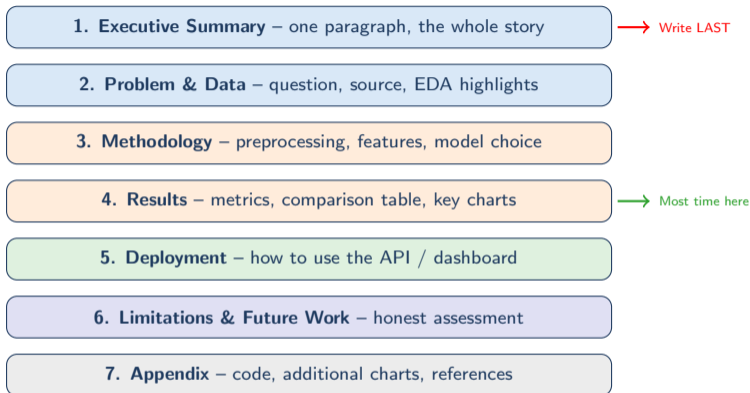 1. Executive Summary – one paragraph, the whole story
Write LAST
2. Problem & Data – question, source, EDA highlights
3. Methodology – preprocessing, features, model choice
4. Results – metrics, comparison table, key charts
Most time here
5. Deployment – how to use the API / dashboard
6. Limitations & Future Work – honest assessment
7. Appendix – code, additional charts, references